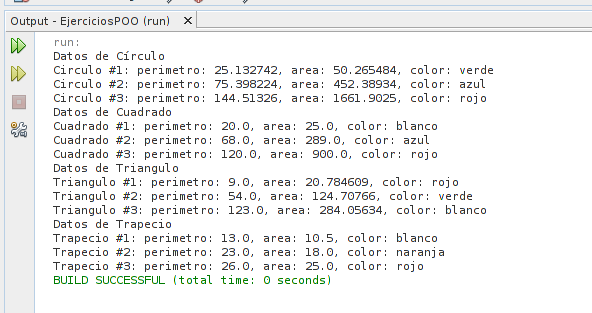 Output - EjerciciosPOO (run)
run:
Datos de Círculo
Circulo #1: perimetro: 25.132742, area: 50.265484, color: verde
Circulo #2: perimetro: 75.398224, area: 452.38934, color: azul
Circulo #3: perimetro: 144.51326, area: 1661.9025, color: rojo
Datos de Cuadrado
Cuadrado #1: perimetro: 20.0, area: 25.0, color: blanco
Cuadrado #2: perimetro: 68.0, area: 289.0, color: azul
Cuadrado #3: perimetro: 120.0, area: 900.0, color: rojo
Datos de Triangulo
Triangulo #1: perimetro: 9.0, area: 20.784609, color: rojo
Triangulo #2: perimetro: 54.0, area: 124.70766, color: verde
Triangulo #3: perimetro: 123.0, area: 284.05634, color: blanco
Datos de Trapecio
Trapecio #1: perimetro: 13.0, area: 10.5, color: blanco
Trapecio #2: perimetro: 23.0, area: 18.0, color: naranja
Trapecio #3: perimetro: 26.0, area: 25.0, color: rojo
BUILD SUCCESSFUL (total time: 0 seconds)